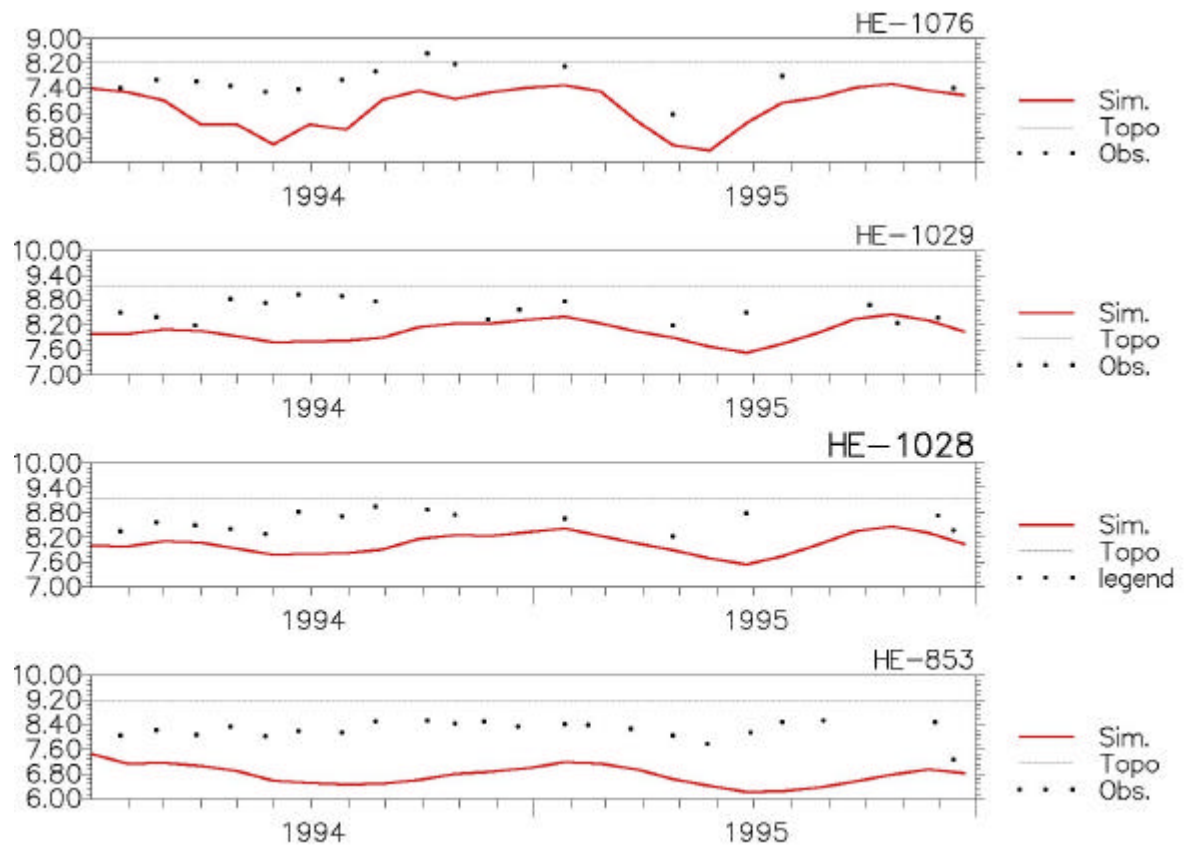 HE-1076
9.00
8.20
7.40
6.60
5.80
5.00
1994 1995
Sim.
Topo
Obs.
HE-1029
10.00
9.40
8.80
8.20
7.60
7.00
1994 1995
Sim.
Topo
Obs.
HE-1028
10.00
9.40
8.80
8.20
7.60
7.00
1994 1995
Sim.
Topo
legend
HE-853
10.00
9.20
8.40
7.60
6.80
6.00
1994 1995
Sim.
Topo
Obs.